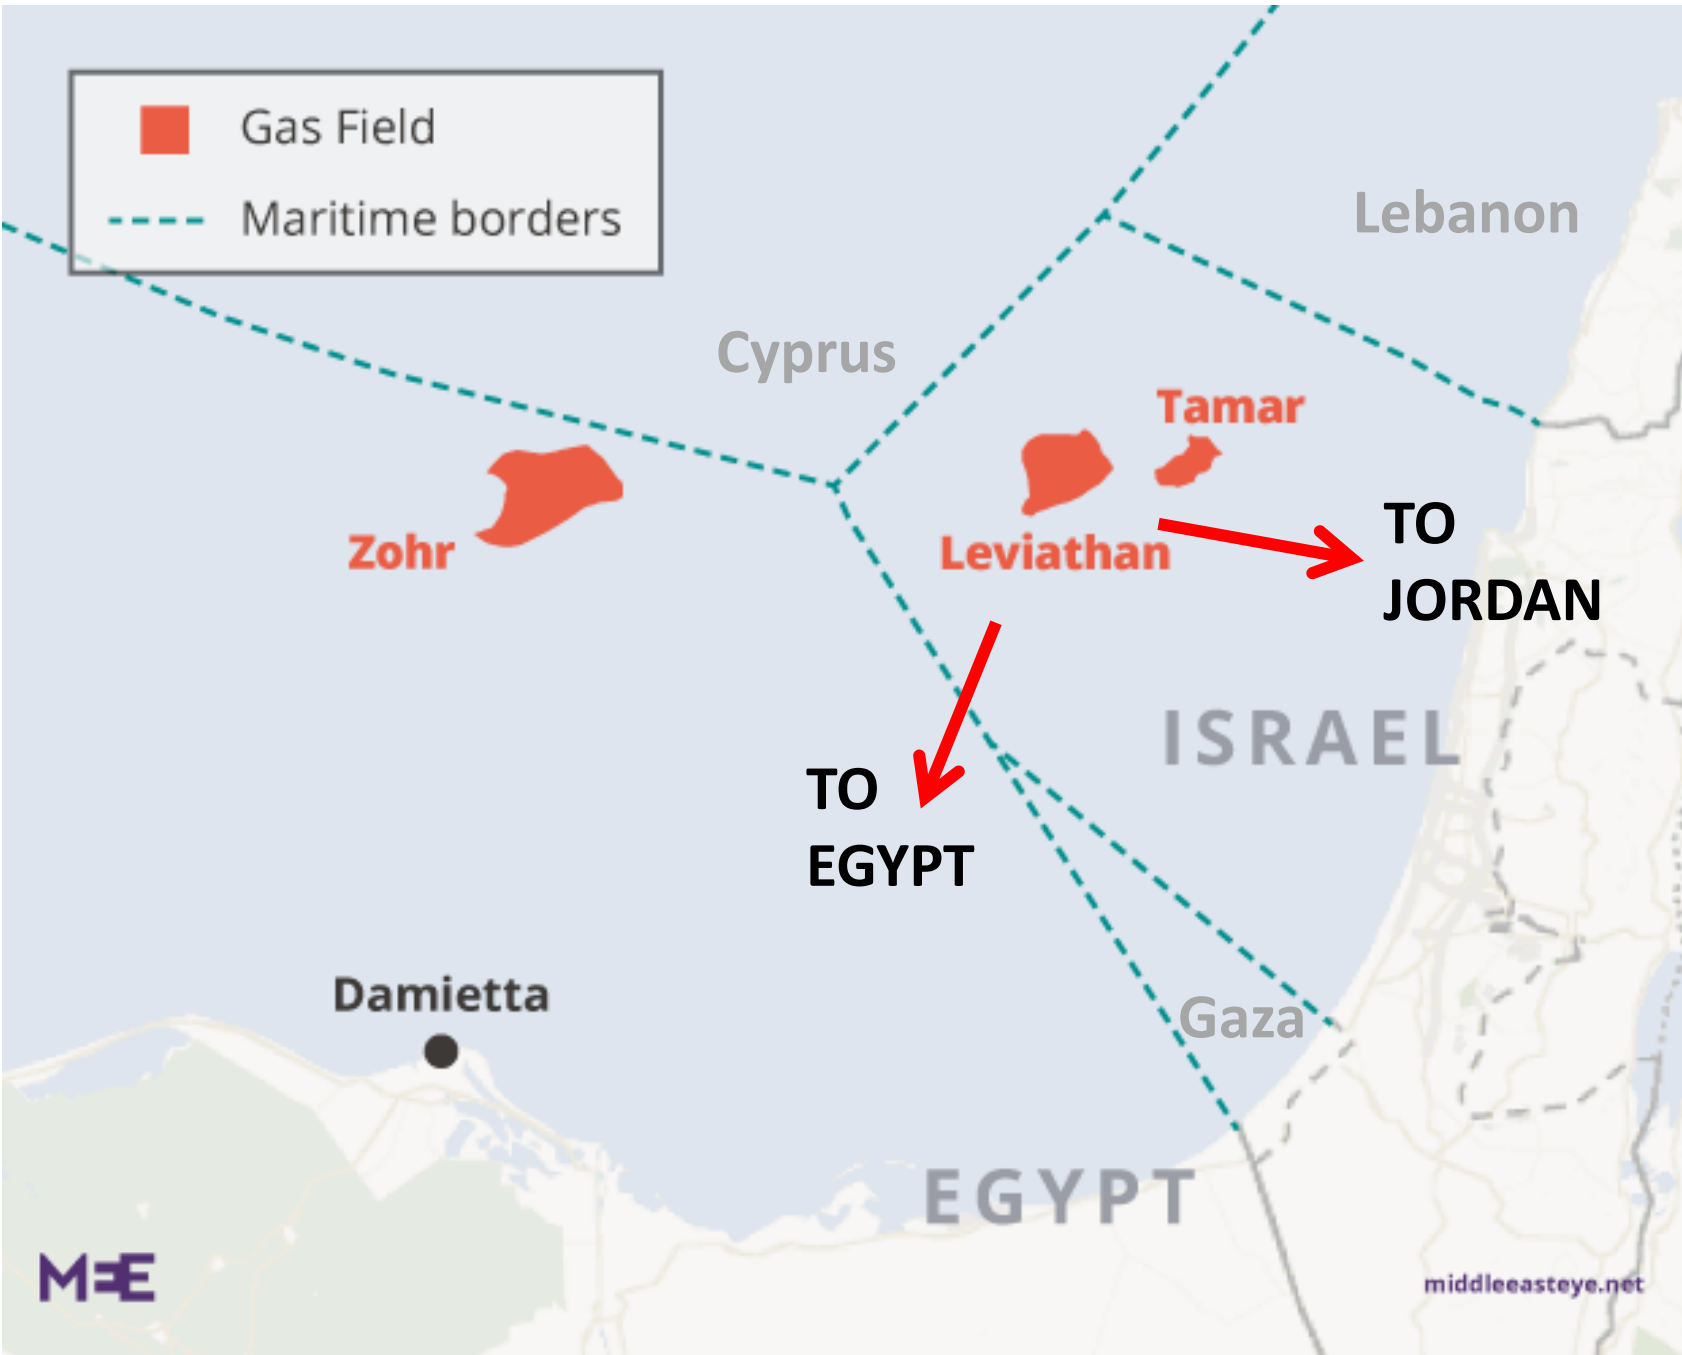 Gas Field
Maritime borders
Lebanon
Cyprus
Tamar
Zohr
Leviathan
TO
JORDAN
ISRAEL
TO
EGYPT
Damietta
Gaza
EGYPT
MEE
middleeasteye.net